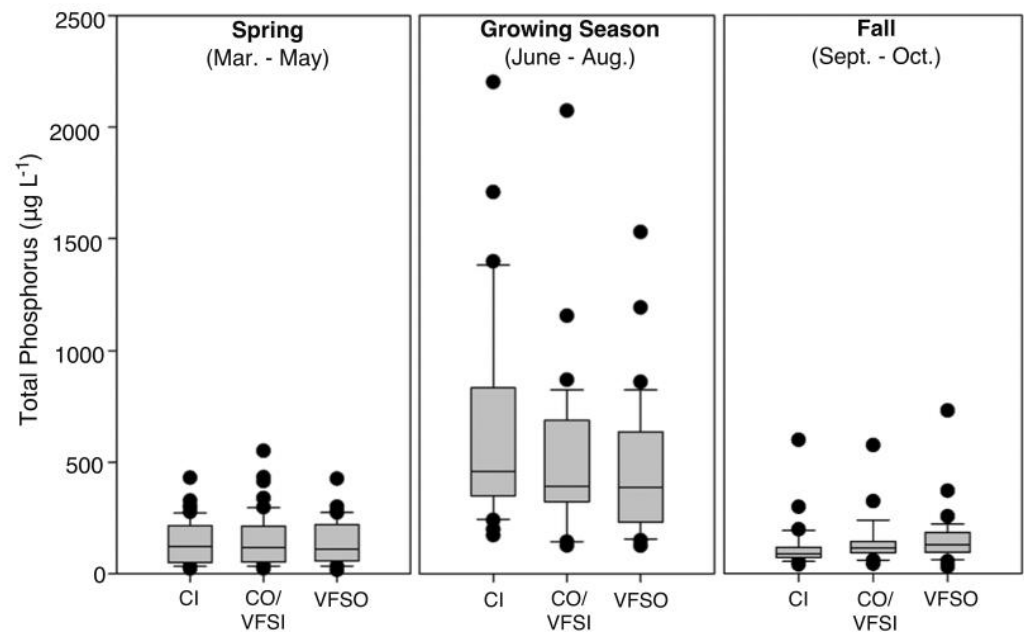 Spring
(Mar. - May)
Growing Season
(June - Aug.)
Fall
(Sept. - Oct.)
Total Phosphorus (µg L-1)
2500
2000
1500
1000
500
0
CI
CO/
VFSI
VFSO
CI
CO/
VFSI
VFSO
CI
CO/
VFSI
VFSO